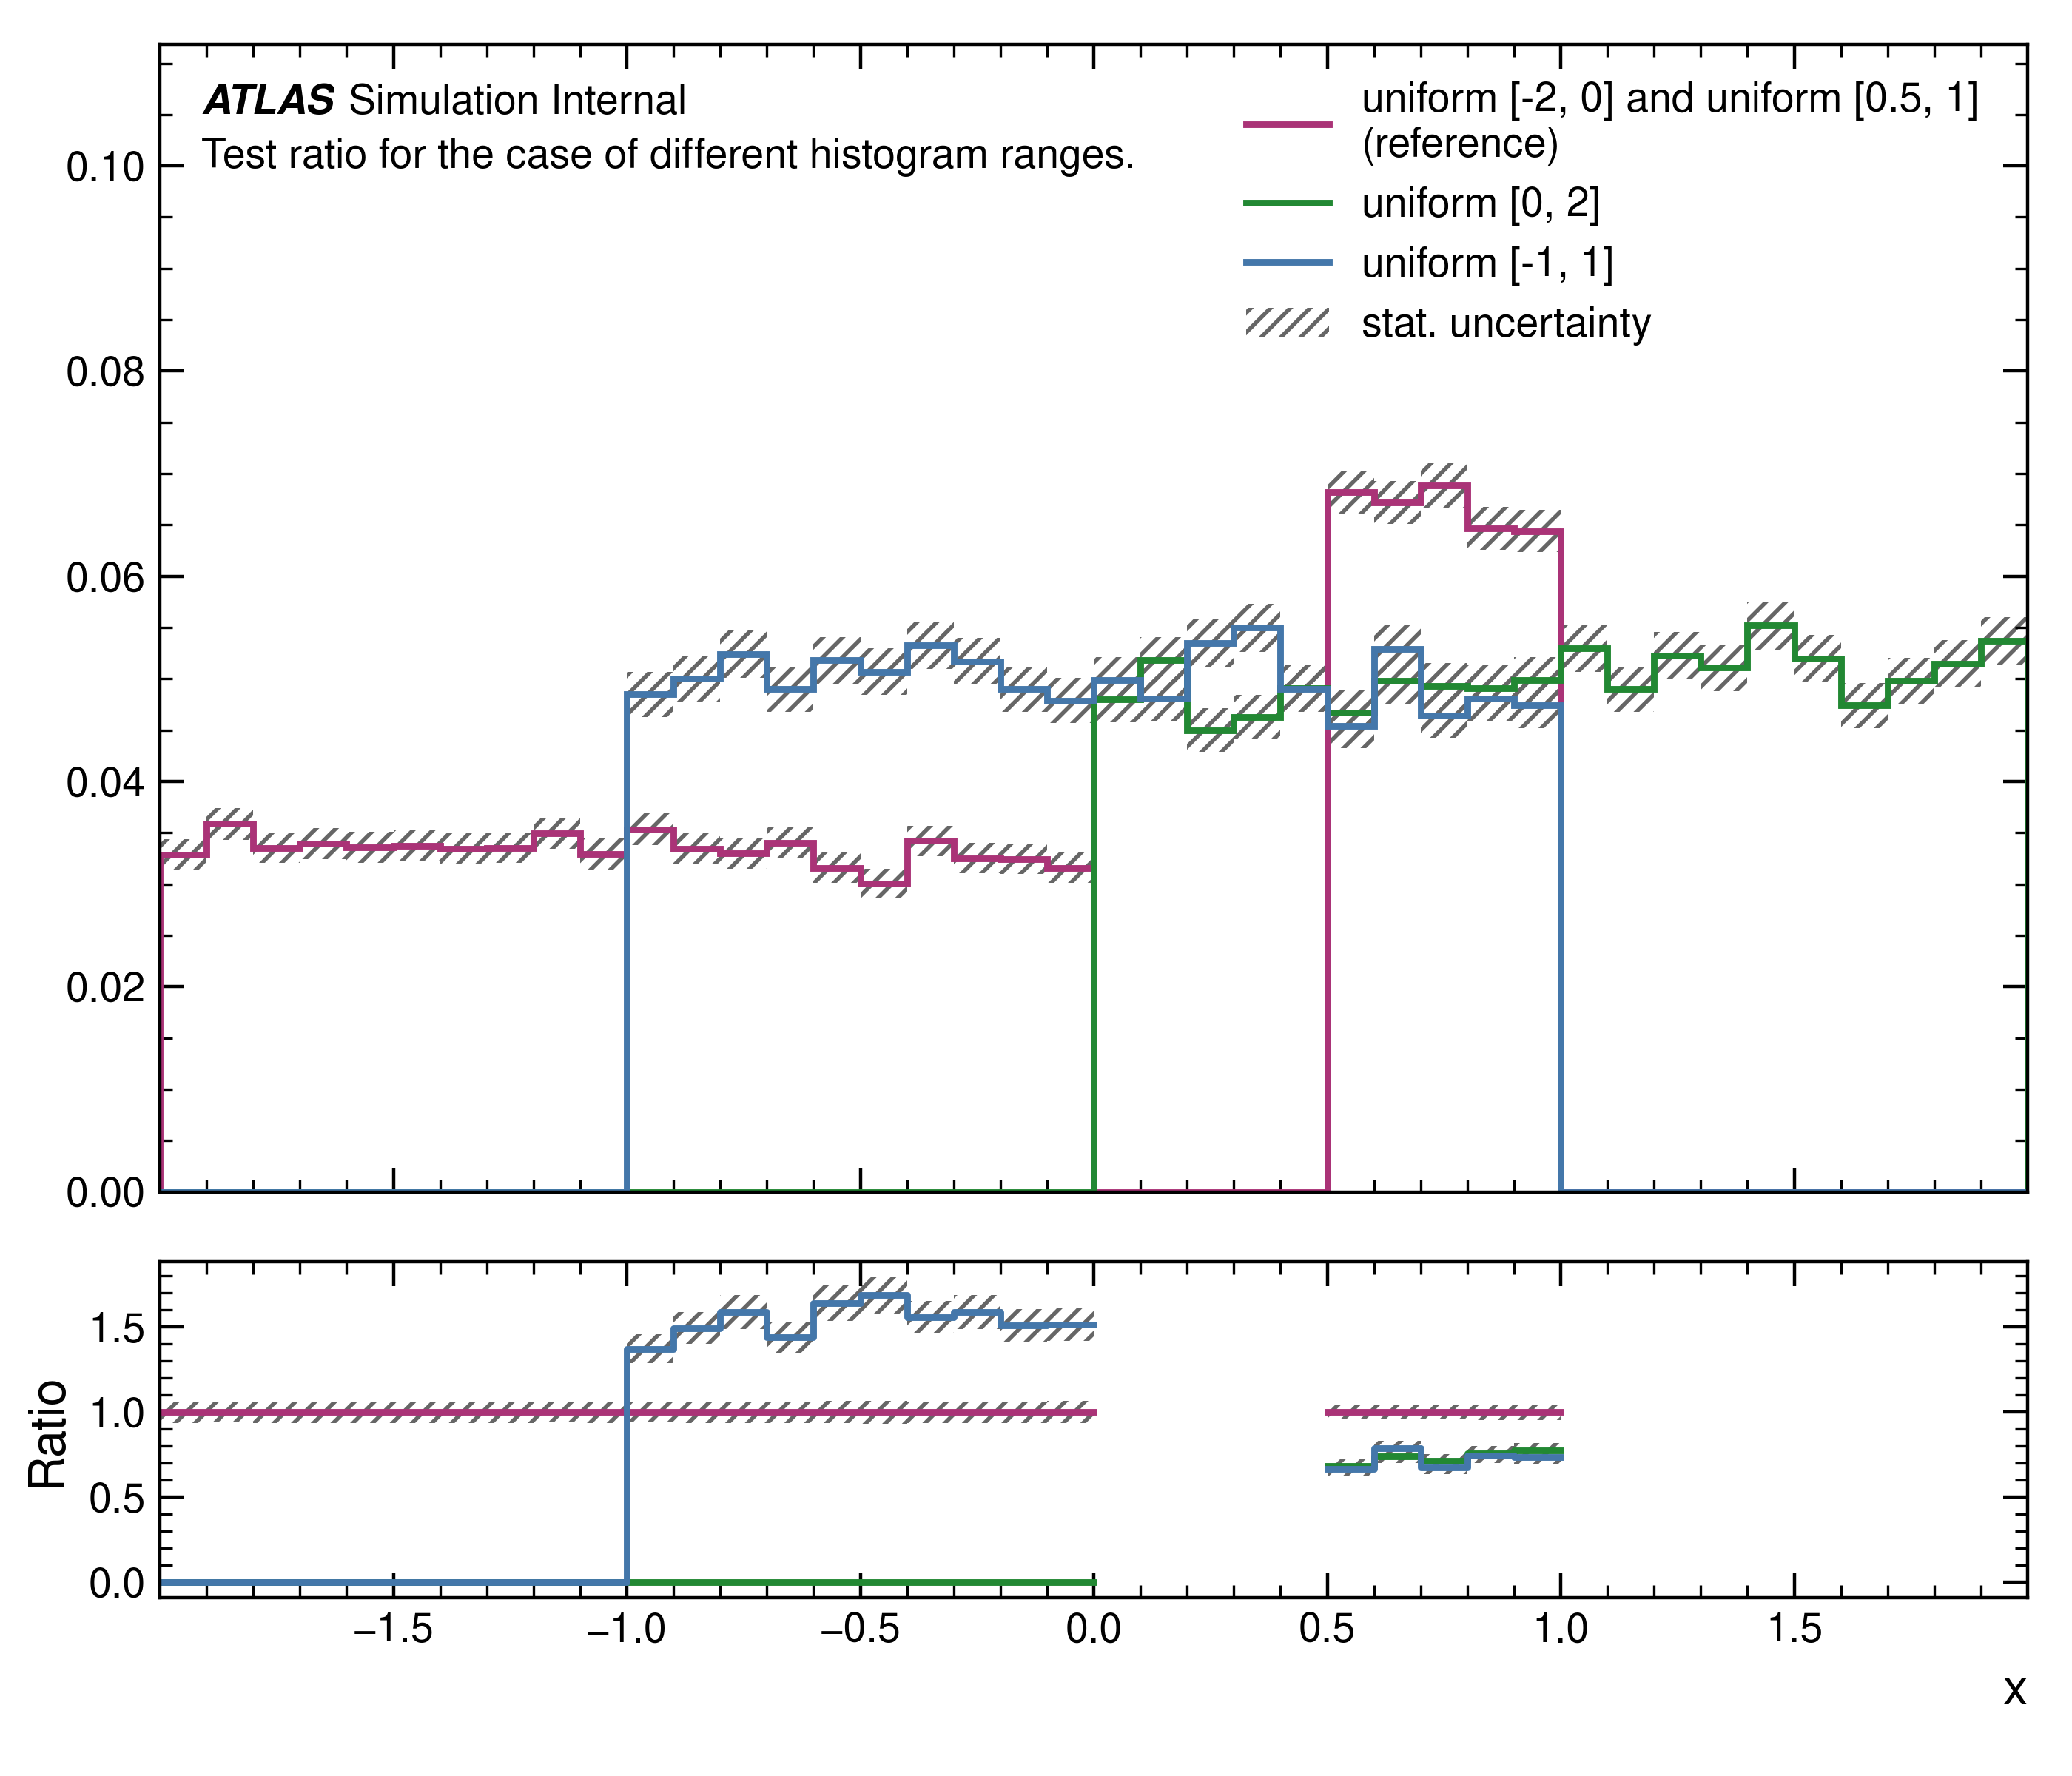 ATLAS Simulation Internal
Test ratio for the case of different histogram ranges.
uniform [-2, 0] and uniform [0.5, 1]
(reference)
uniform [0, 2]
uniform [-1, 1]
stat. uncertainty
0.10
0.08
0.06
0.04
0.02
0.00
Ratio
1.5
1.0
0.5
0.0
−1.5 −1.0 −0.5 0.0 0.5 1.0 1.5
x